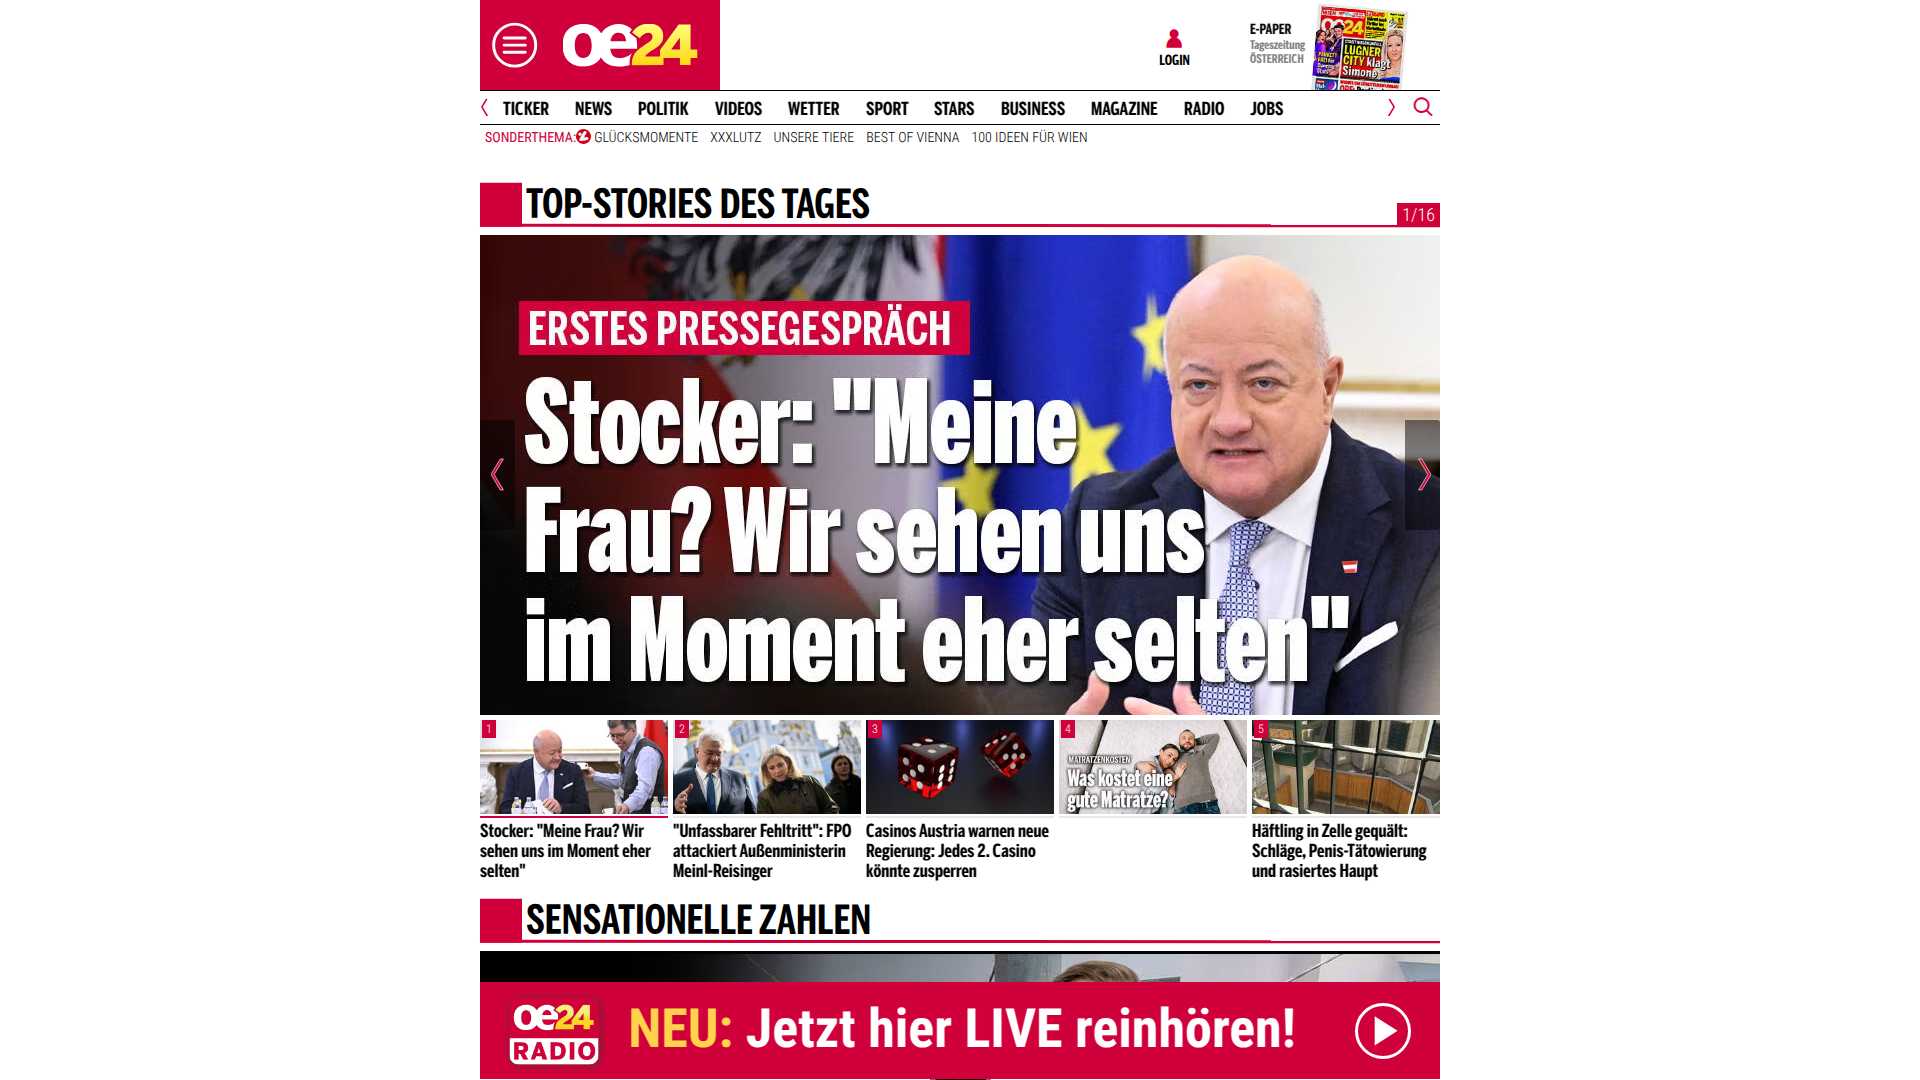 oe24
LOGIN
E-PAPER
Tageszeitung
ÖSTERREICH
oe24
LUGNER
CITY klagt
Simone
TICKER NEWS POLITIK VIDEOS WETTER SPORT STARS BUSINESS MAGAZINE RADIO JOBS
SONDERTHEMA: GLÜCKSMOMENTE XXXLUTZ UNSERE TIERE BEST OF VIENNA 100 IDEEN FÜR WIEN
TOP-STORIES DES TAGES
1/16
ERSTES PRESSEGESPRÄCH
Stocker: "Meine
Frau? Wir sehen uns
im Moment eher selten"
1
Stocker: "Meine Frau? Wir
sehen uns im Moment eher
selten"
2
"Unfassbarer Fehltritt": FPÖ
attackiert Außenministerin
Meinl-Reisinger
3
Casinos Austria warnen neue
Regierung: Jedes 2. Casino
könnte zusperren
4
MATRATZENKOSTEN
Was kostet eine
gute Matratze?
5
Häftling in Zelle gequält:
Schläge, Penis-Tätowierung
und rasiertes Haupt
SENSATIONELLE ZAHLEN
oe24
RADIO
NEU: Jetzt hier LIVE reinhören!